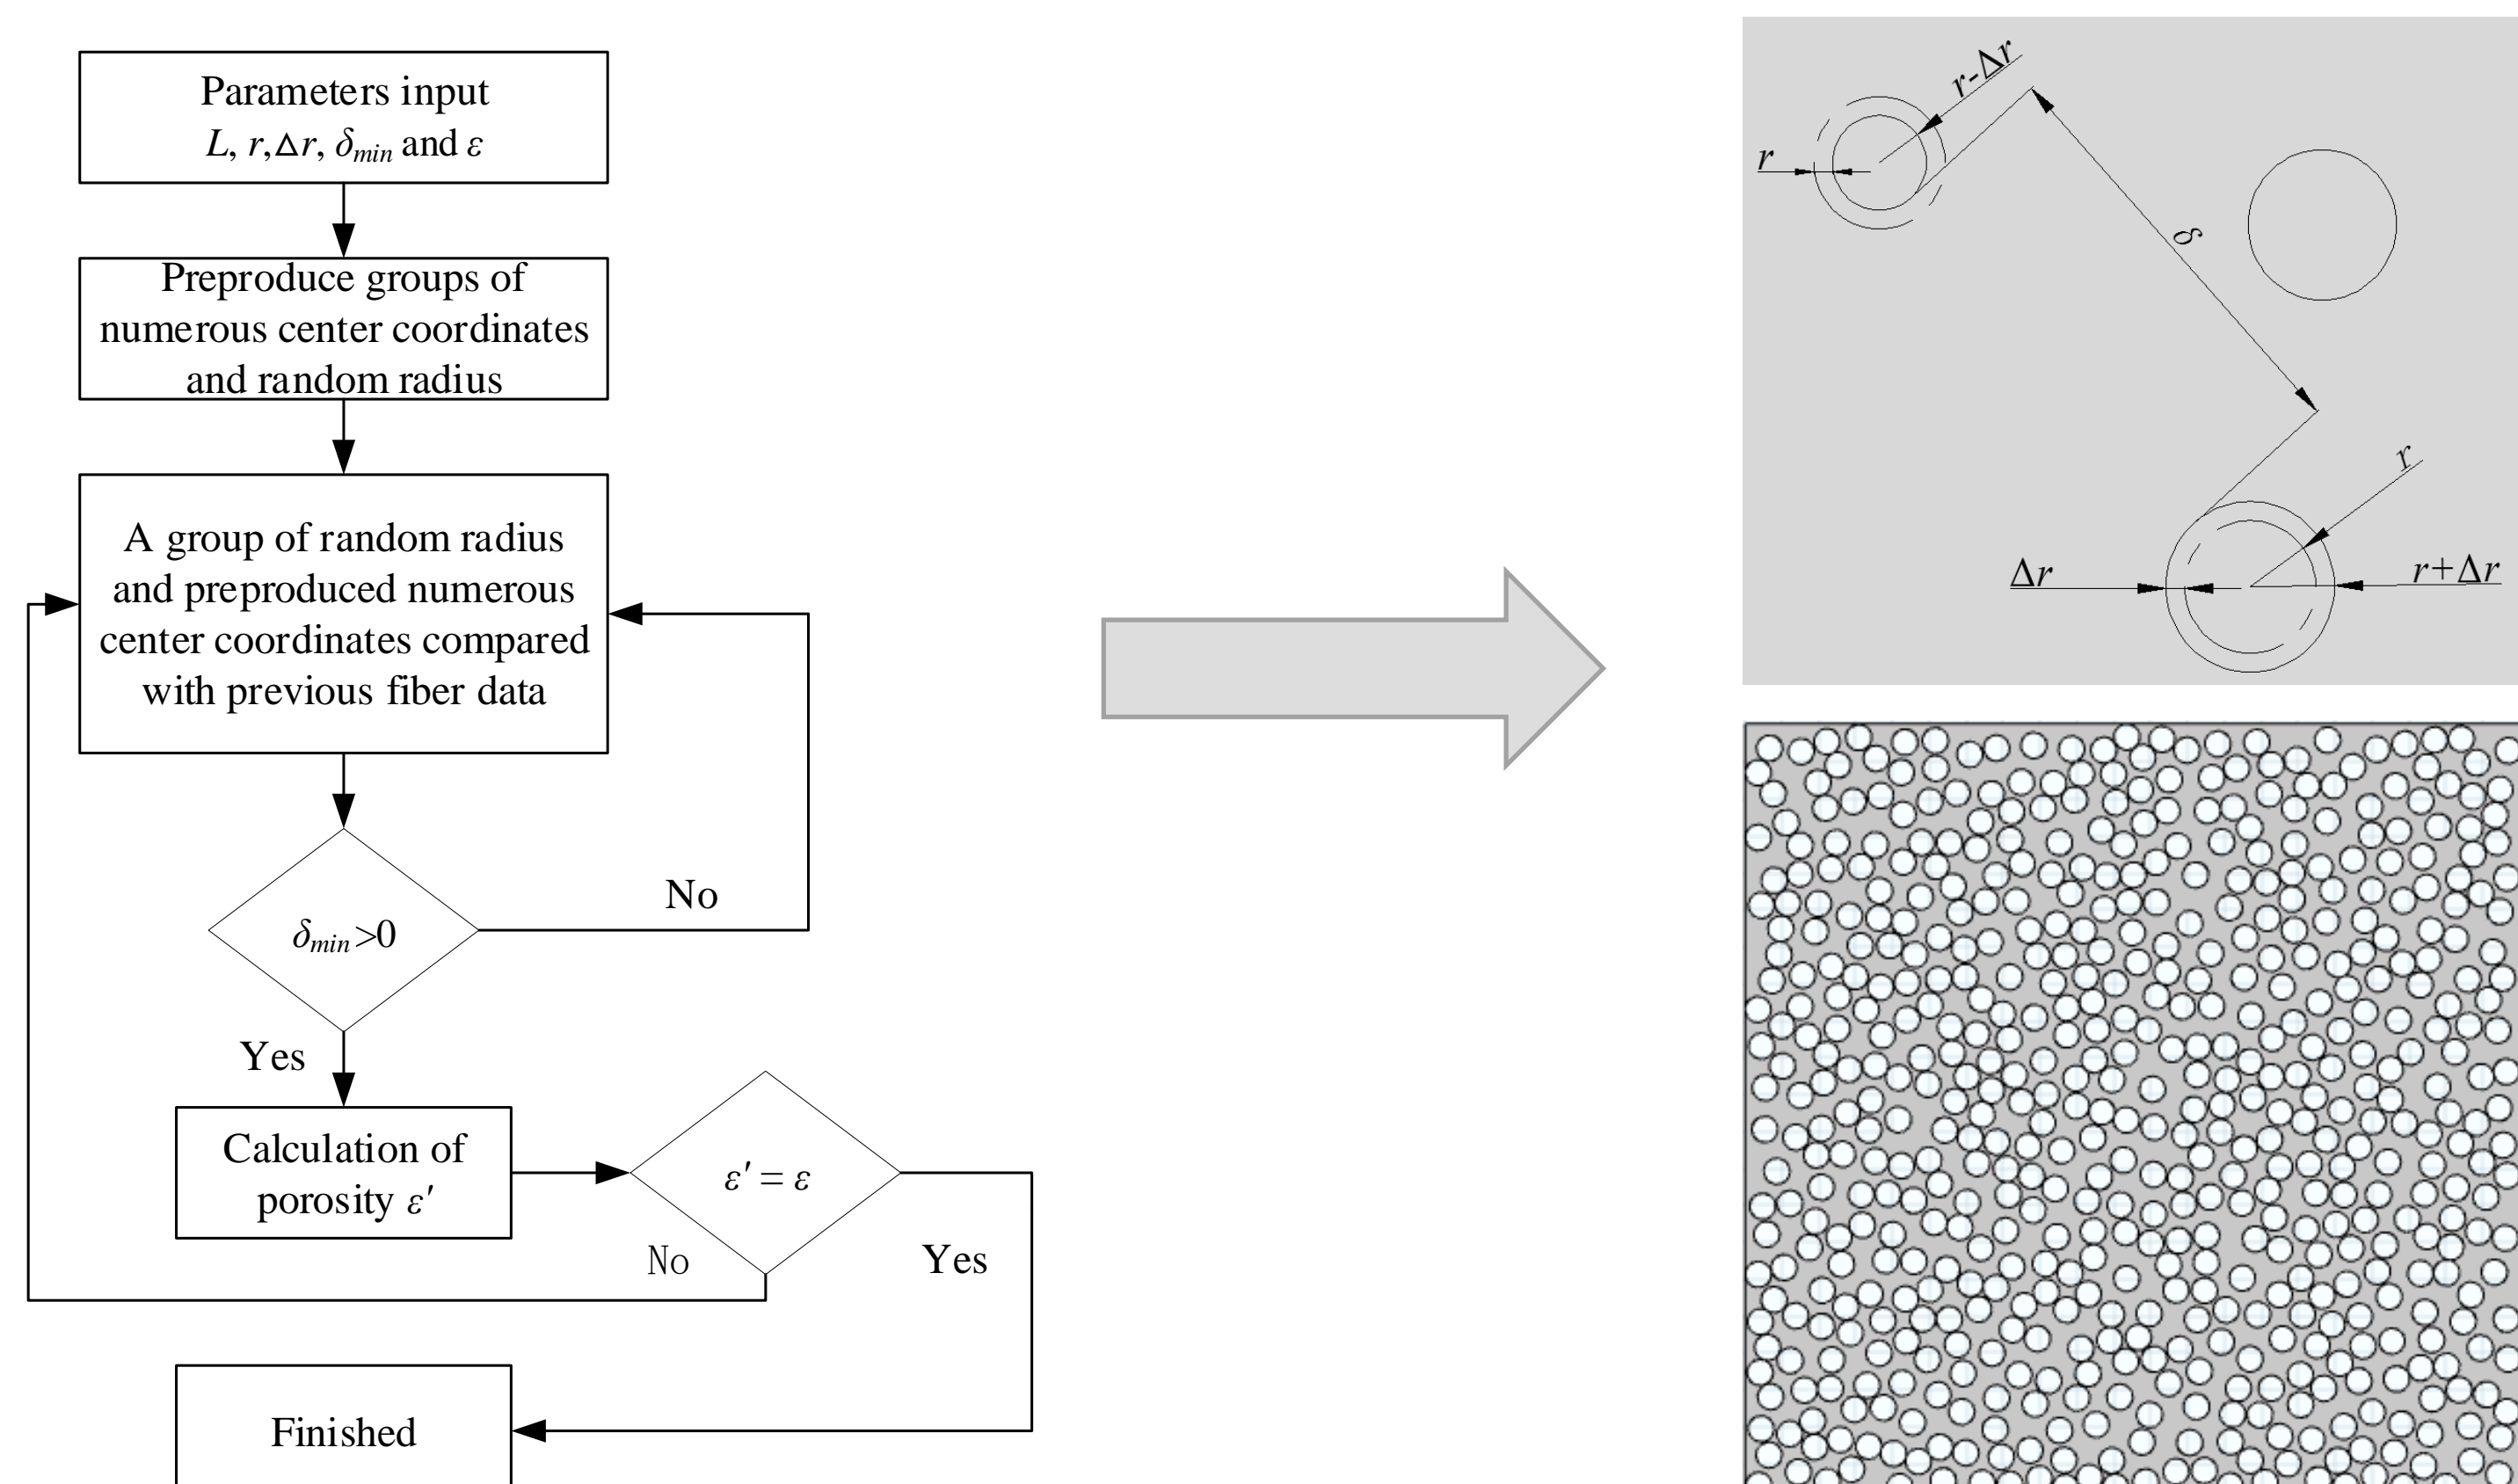 Parameters input
L, r,Δr, δmin and ε
Preproduce groups of
numerous center coordinates
and random radius
A group of random radius
and preproduced numerous
center coordinates compared
with previous fiber data
No
δmin>0
Yes
Calculation of
porosity ε′
ε′ = ε
No
Yes
Finished
r-Δr
r
δ
r
Δr
r+Δr